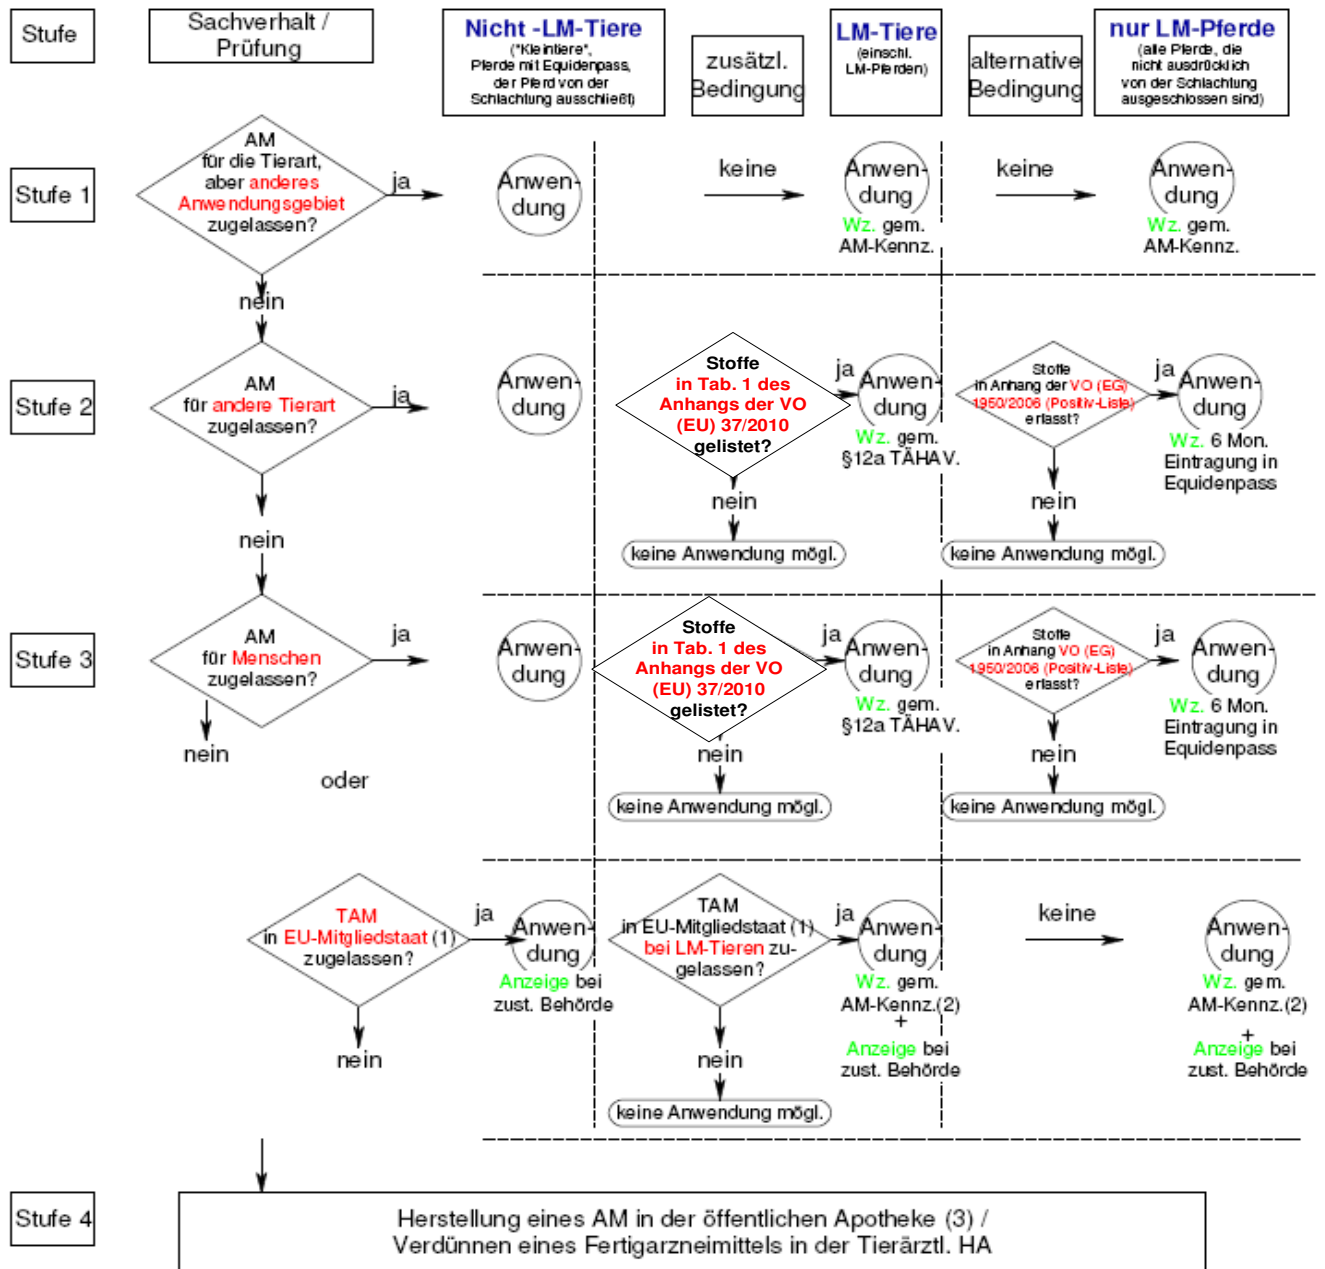 Stufe
Sachverhalt /
Prüfung
Nicht -LM-Tiere
("Kleintiere",
Pferde mit Equidenpass,
der Pferd von der
Schlachtung ausschließt)
zusätzl.
Bedingung
LM-Tiere
(einschl.
LM-Pferden)
alternative
Bedingung
nur LM-Pferde
(alle Pferde, die
nicht ausdrücklich
von der Schlachtung
ausgeschlossen sind)
Stufe 1
AM
für die Tierart,
aber anderes
Anwendungsgebiet
zugelassen?
ja
nein
Anwen-
dung
keine
Anwen-
dung
Wz. gem.
AM-Kennz.
keine
Anwen-
dung
Wz. gem.
AM-Kennz.
Stufe 2
AM
für andere Tierart
zugelassen?
ja
nein
Anwen-
dung
Stoffe
in Tab. 1 des
Anhangs der VO
(EU) 37/2010
gelistet?
ja
nein
keine Anwendung mögl.
Anwen-
dung
Wz. gem.
§12a TÄHAV.
Stoffe
in Anhang der VO (EG)
1950/2006 (Positiv-Liste)
erfasst?
ja
nein
keine Anwendung mögl.
Anwen-
dung
Wz. 6 Mon.
Eintragung in
Equidenpass
Stufe 3
AM
für Menschen
zugelassen?
ja
nein
oder
Anwen-
dung
Stoffe
in Tab. 1 des
Anhangs der VO
(EU) 37/2010
gelistet?
ja
nein
keine Anwendung mögl.
Anwen-
dung
Wz. gem.
§12a TÄHAV.
Stoffe
in Anhang VO (EG)
1950/2006 (Positiv-Liste)
erfasst?
ja
nein
keine Anwendung mögl.
Anwen-
dung
Wz. 6 Mon.
Eintragung in
Equidenpass
TAM
in EU-Mitgliedstaat (1)
zugelassen?
ja
nein
Anwen-
dung
Anzeige bei
zust. Behörde
TAM
in EU-Mitgliedstaat (1)
bei LM-Tieren zu-
gelassen?
ja
nein
keine Anwendung mögl.
Anwen-
dung
Wz. gem.
AM-Kennz.(2)
+
Anzeige bei
zust. Behörde
keine
Anwen-
dung
Wz. gem.
AM-Kennz.(2)
+
Anzeige bei
zust. Behörde
Stufe 4
Herstellung eines AM in der öffentlichen Apotheke (3) /
Verdünnen eines Fertigarzneimittels in der Tierärztl. HA